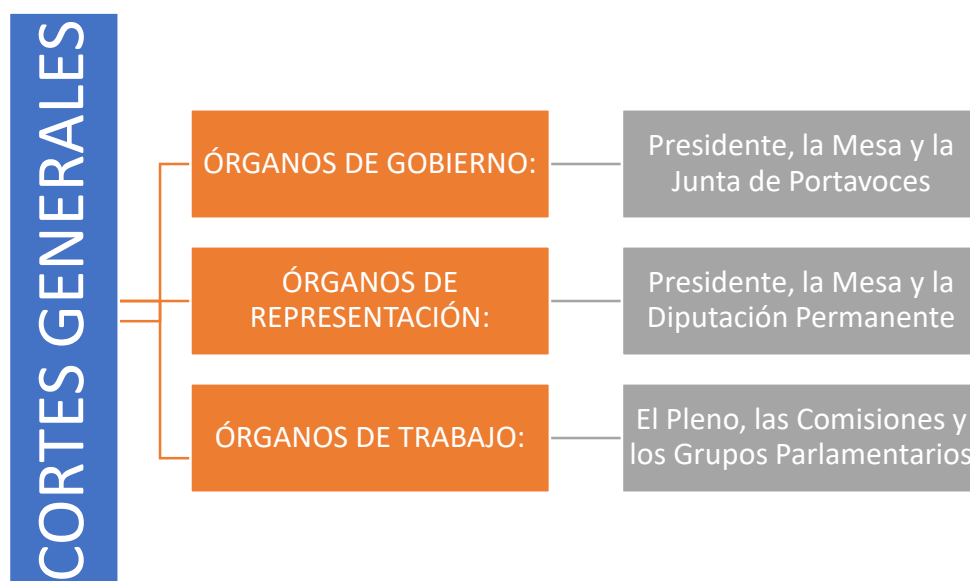 CORTES GENERALES
ÓRGANOS DE GOBIERNO:
Presidente, la Mesa y la
Junta de Portavoces
ÓRGANOS DE
REPRESENTACIÓN:
Presidente, la Mesa y la
Diputación Permanente
ÓRGANOS DE TRABAJO:
El Pleno, las Comisiones y
los Grupos Parlamentarios